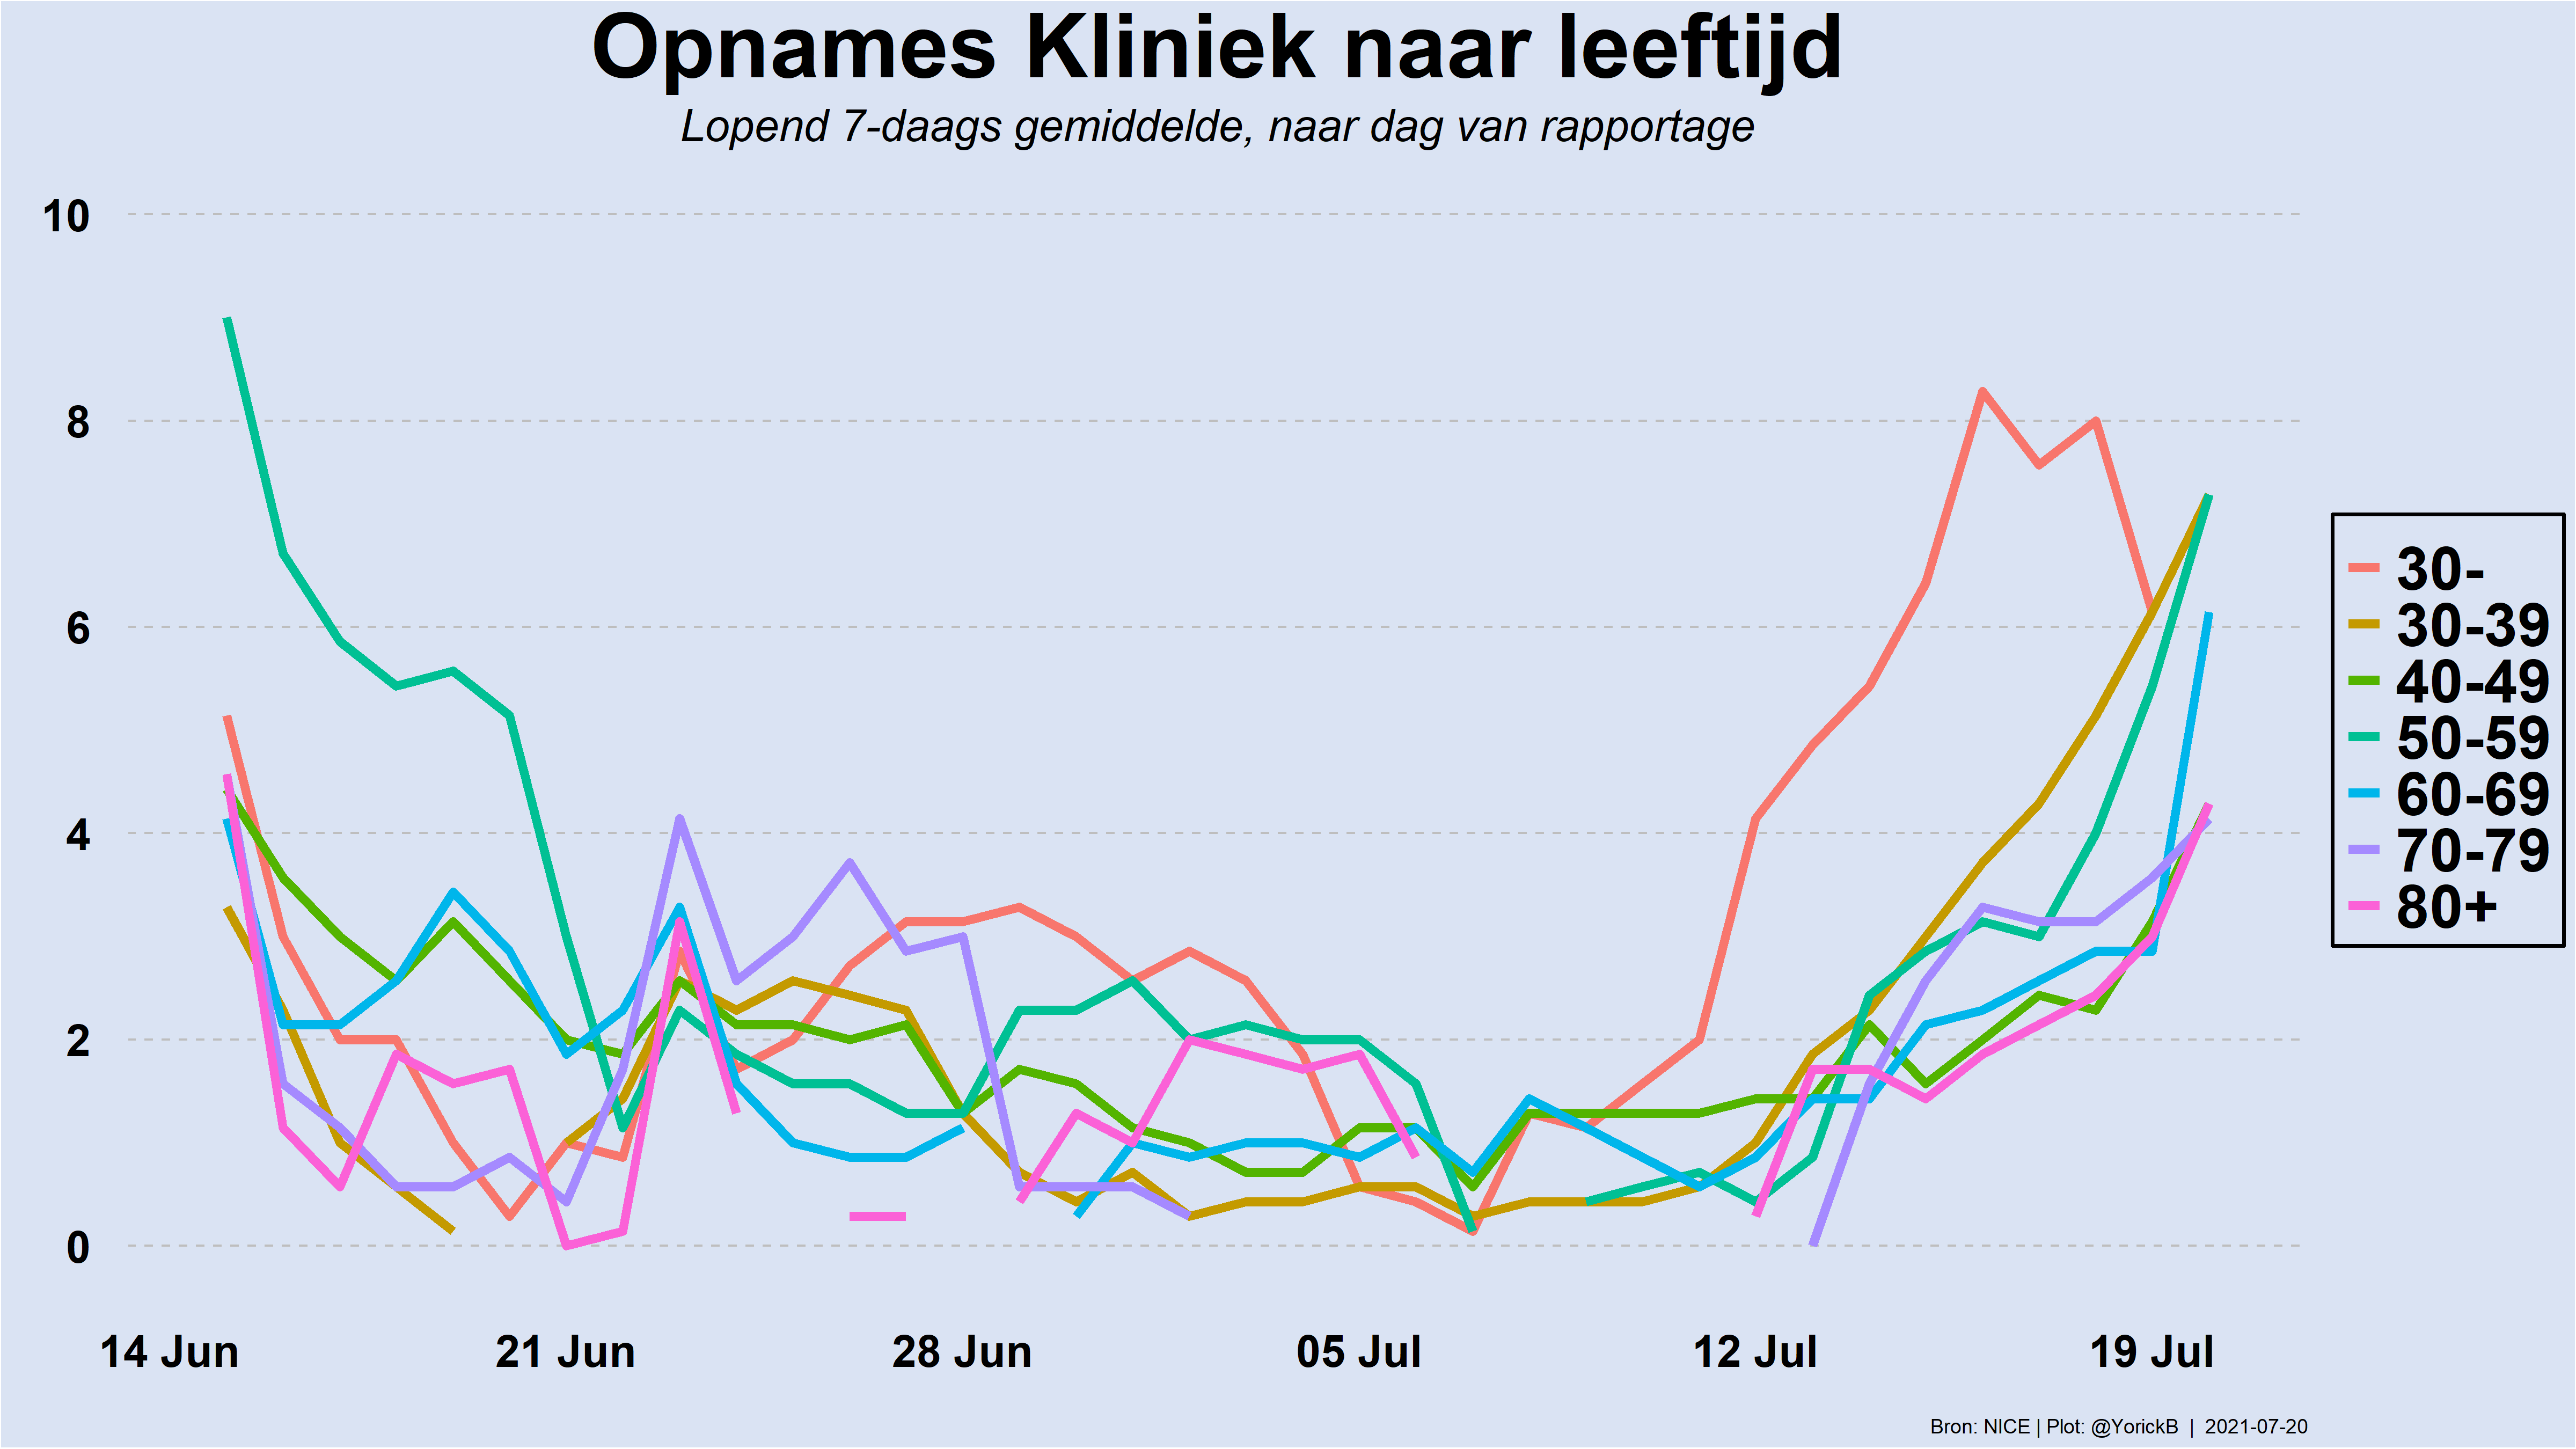 Opnames Kliniek naar leeftijd
Lopend 7-daags gemiddelde, naar dag van rapportage
10
8
6
4
2
0
30-
30-39
40-49
50-59
60-69
70-79
80+
14 Jun
21 Jun
28 Jun
05 Jul
12 Jul
19 Jul
Bron: NICE | Plot: @YorickB | 2021-07-20